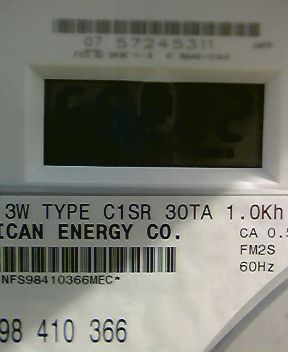 07 57245311
3W TYPE C1SR 30TA 1.0Kh
ICAN ENERGY CO.
CA 0.5
FM2S
60Hz
NFS98410366MEC*
98 410 366